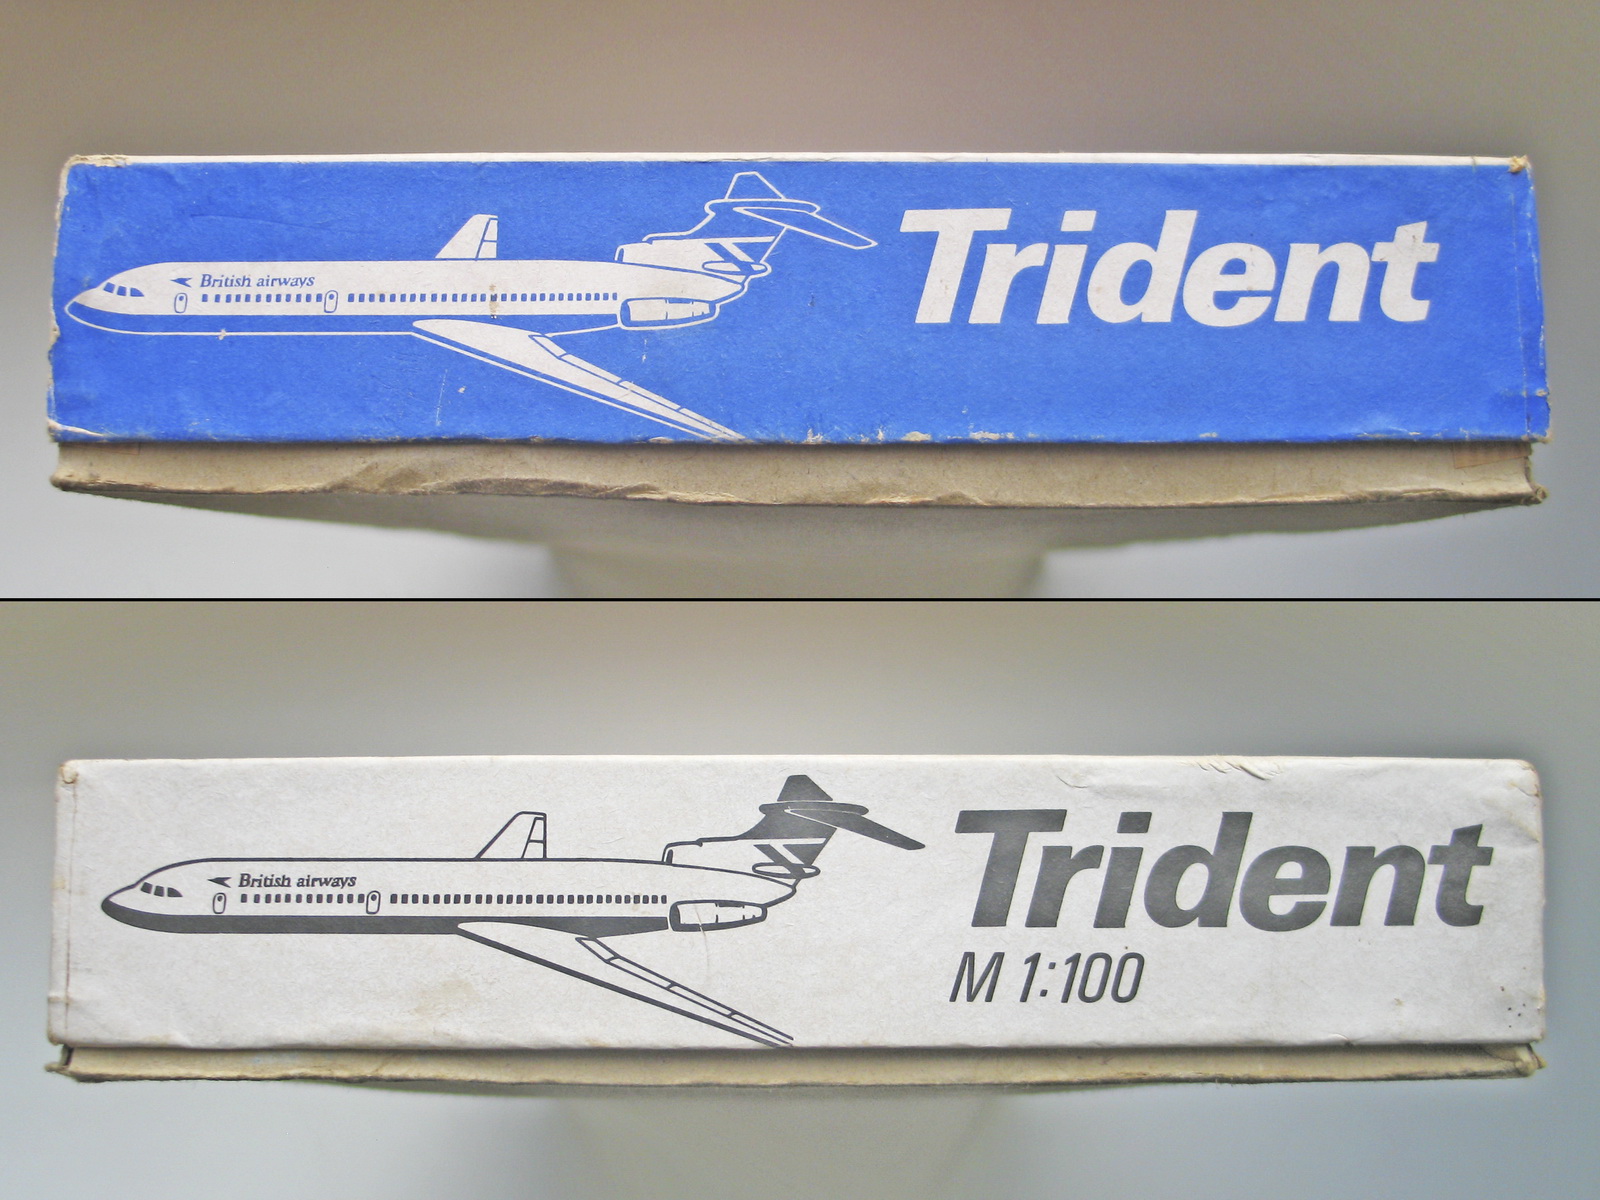 British airways
Trident
British airways
Trident
M 1:100